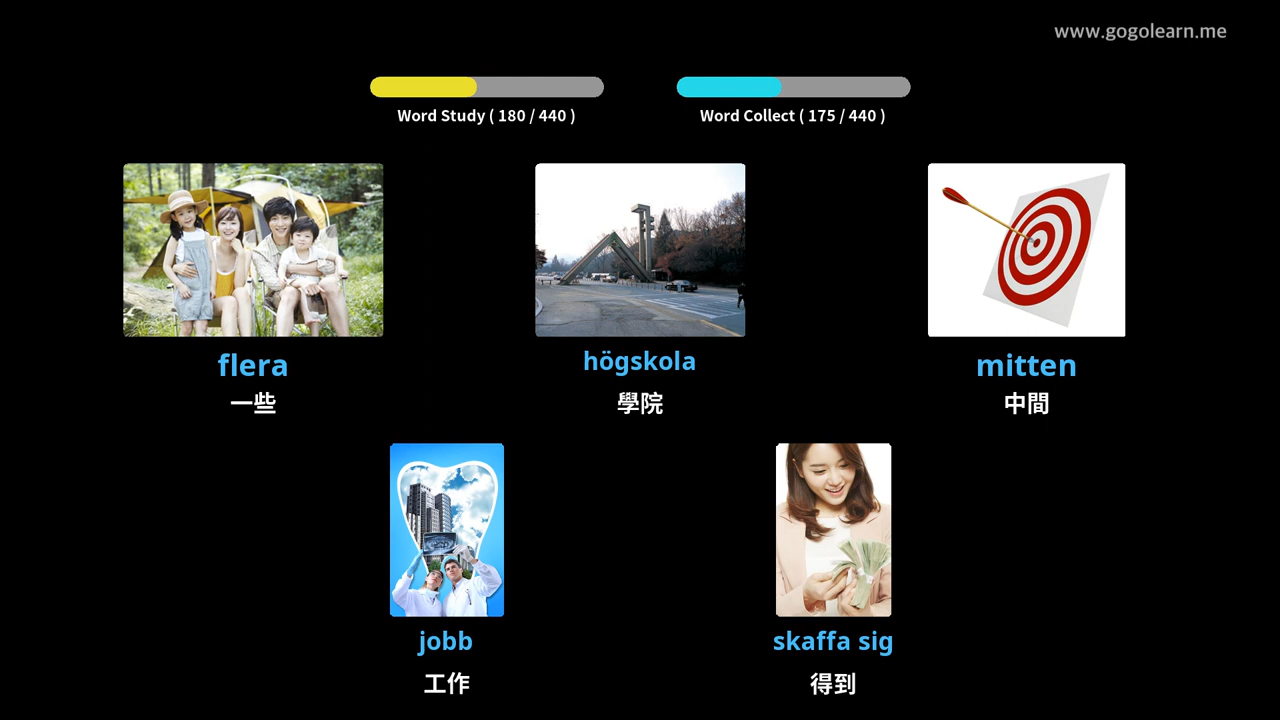 www.gogolearn.me
Word Study ( 180 / 440 )
Word Collect ( 175 / 440 )
flera
一些
högskola
學院
mitten
中間
jobb
工作
skaffa sig
得到